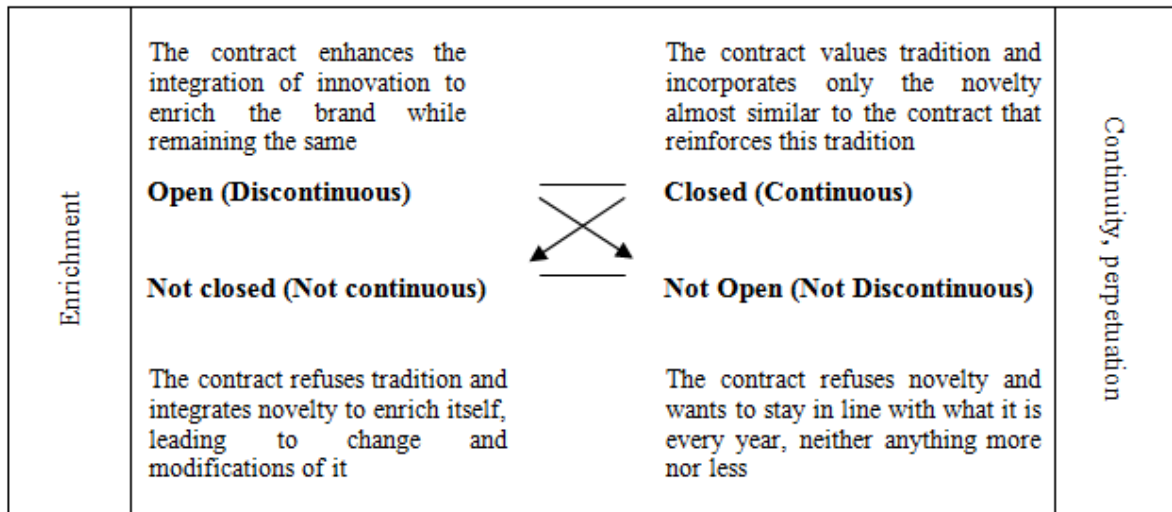 Enrichment
The contract enhances the
integration of innovation to
enrich the brand while
remaining the same
The contract values tradition and
incorporates only the novelty
almost similar to the contract that
reinforces this tradition
Open (Discontinuous)
Closed (Continuous)
Not closed (Not continuous)
Not Open (Not Discontinuous)
The contract refuses tradition and
integrates novelty to enrich itself,
leading to change and
modifications of it
The contract refuses novelty and
wants to stay in line with what it is
every year, neither anything more
nor less
Continuity, perpetuation